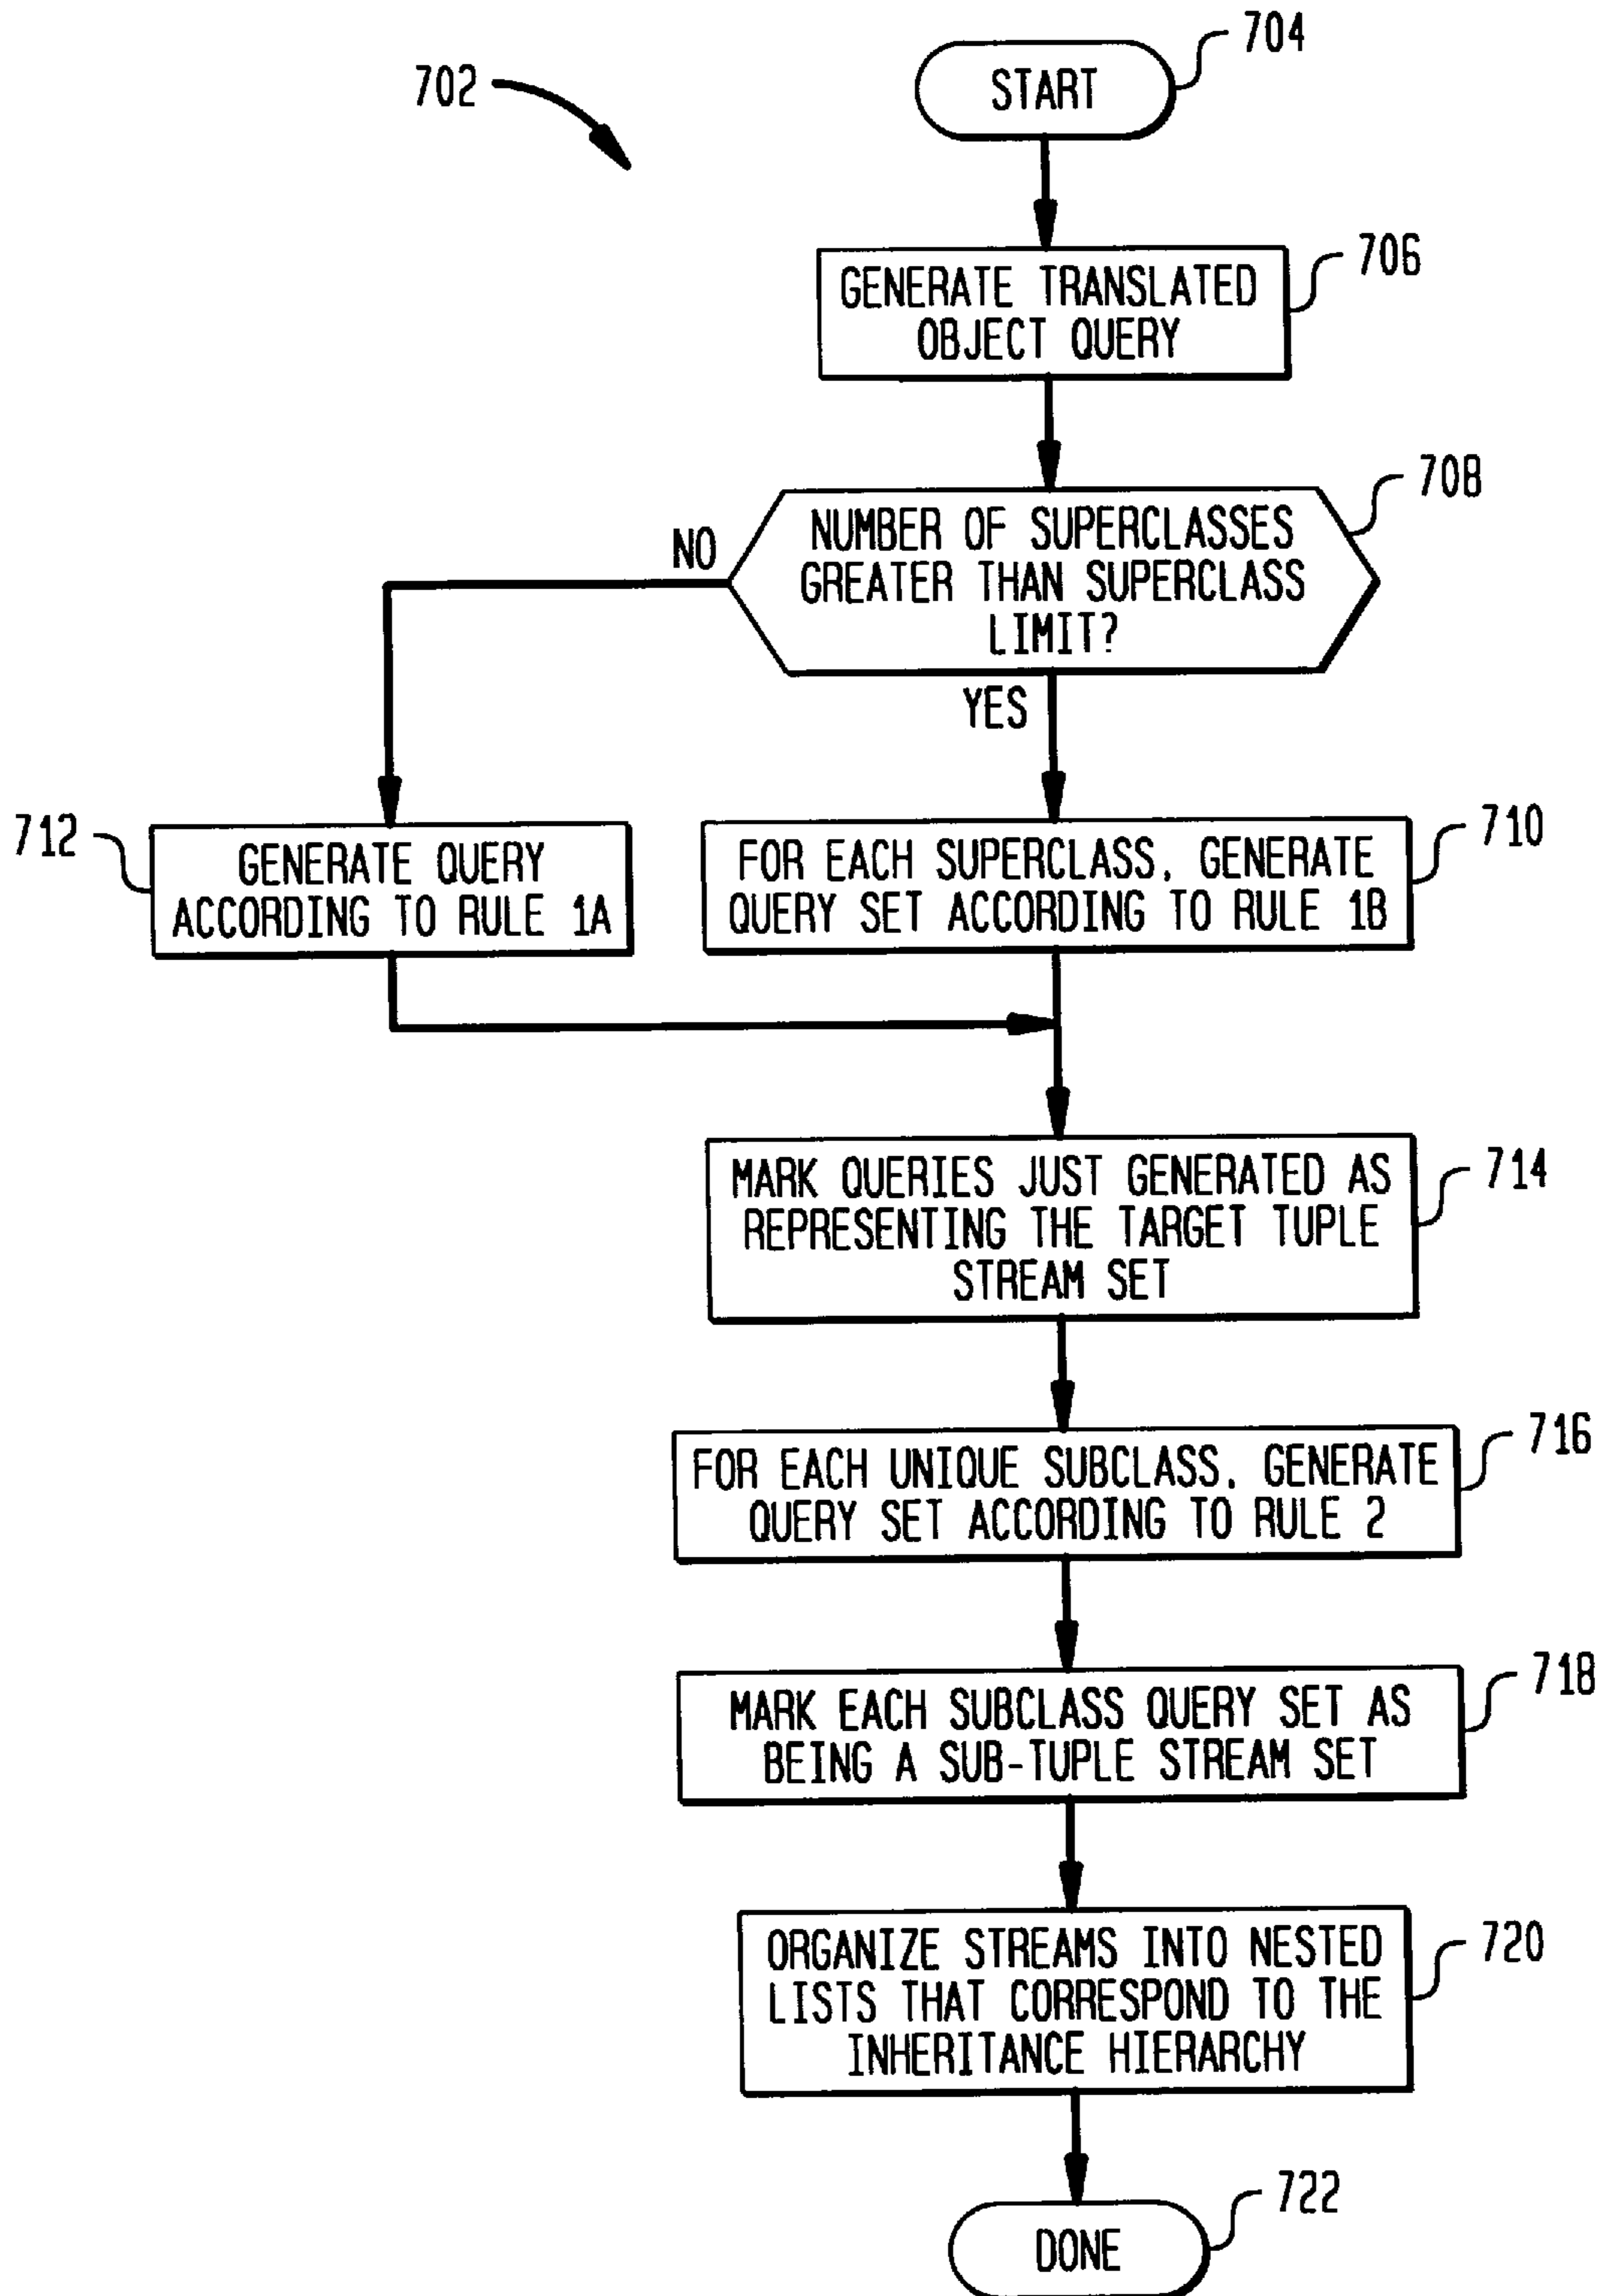 702
START
704
GENERATE TRANSLATED
OBJECT QUERY
706
NUMBER OF SUPERCLASSES
GREATER THAN SUPERCLASS
LIMIT?
708
NO
YES
712
GENERATE QUERY
ACCORDING TO RULE 1A
FOR EACH SUPERCLASS, GENERATE
QUERY SET ACCORDING TO RULE 1B
710
MARK QUERIES JUST GENERATED AS
REPRESENTING THE TARGET TUPLE
STREAM SET
714
FOR EACH UNIQUE SUBCLASS, GENERATE
QUERY SET ACCORDING TO RULE 2
716
MARK EACH SUBCLASS QUERY SET AS
BEING A SUB-TUPLE STREAM SET
718
ORGANIZE STREAMS INTO NESTED
LISTS THAT CORRESPOND TO THE
INHERITANCE HIERARCHY
720
DONE
722